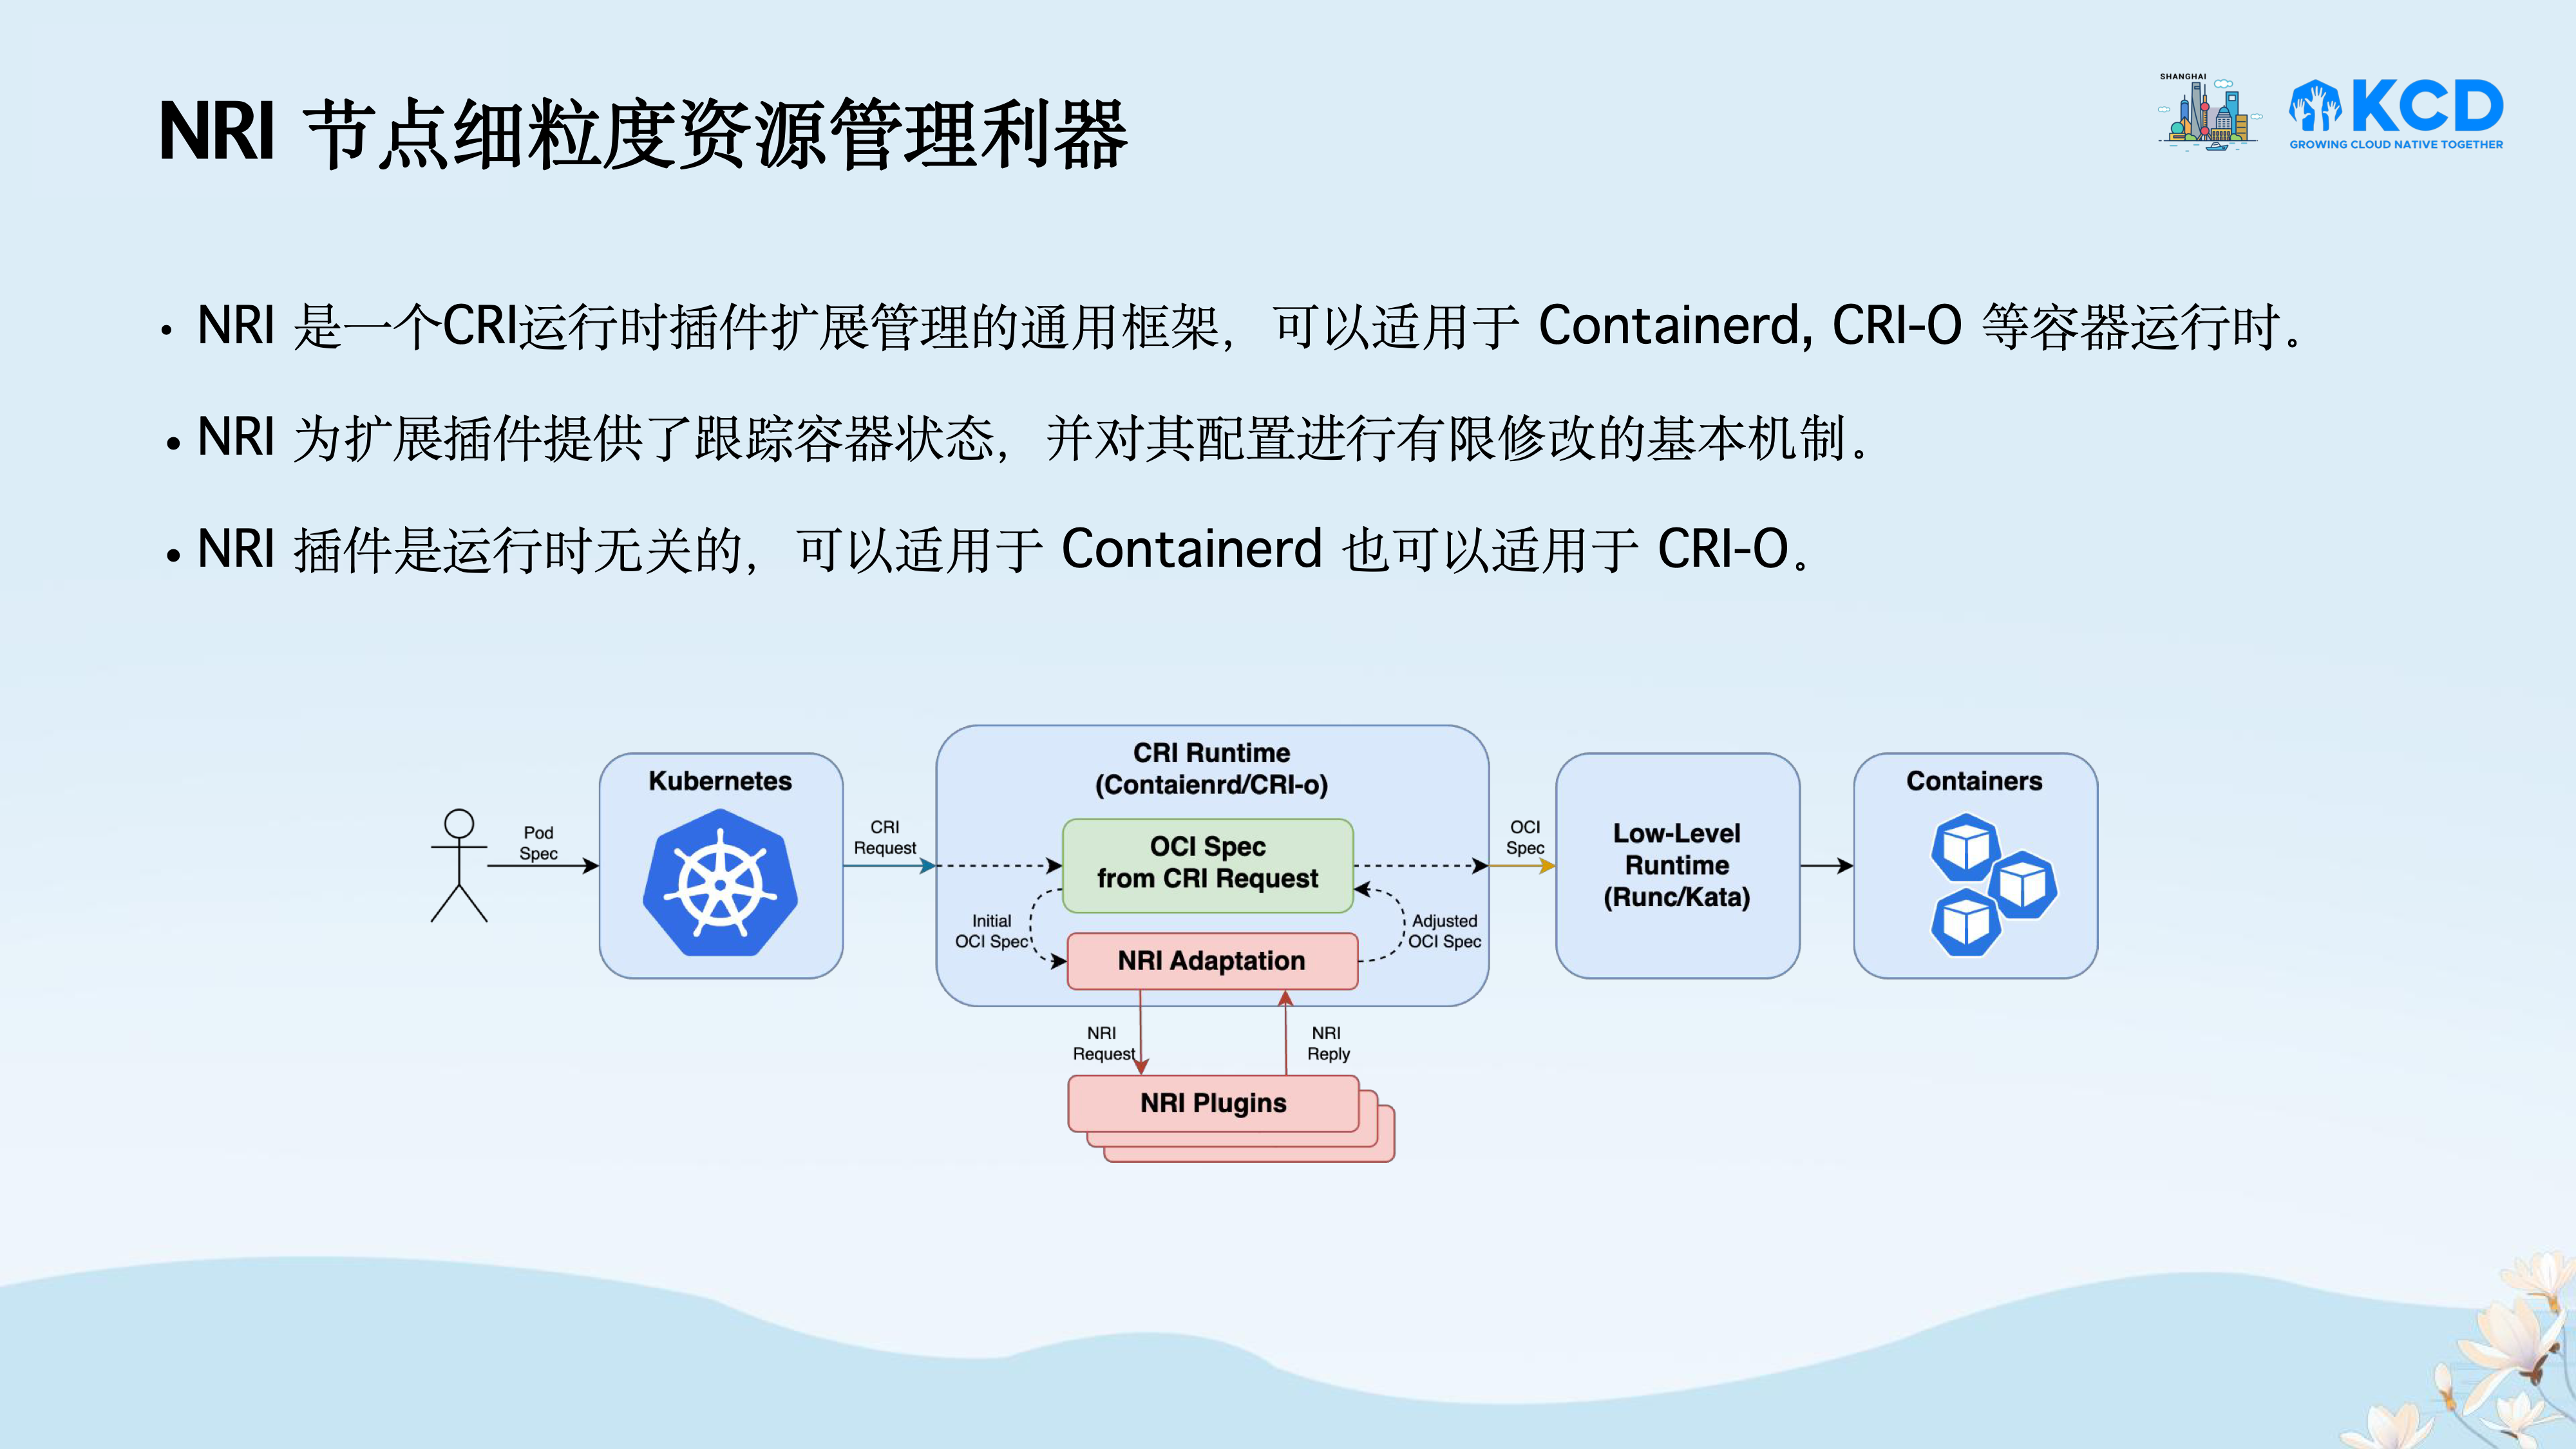 NRI 节点细粒度资源管理利器
SHANGHAI
KCD
GROWING CLOUD NATIVE TOGETHER
• NRI 是一个CRI运行时插件扩展管理的通用框架，可以适用于 Containerd, CRI-O 等容器运行时。
• NRI 为扩展插件提供了跟踪容器状态，并对其配置进行有限修改的基本机制。
• NRI 插件是运行时无关的，可以适用于 Containerd 也可以适用于 CRI-O。
Pod
Spec
Kubernetes
CRI
Request
CRI Runtime
(Contaienrd/CRI-o)
OCI Spec
from CRI Request
Initial
OCI Spec
Adjusted
OCI Spec
NRI Adaptation
NRI
Request
NRI
Reply
NRI Plugins
OCI
Spec
Low-Level
Runtime
(Runc/Kata)
Containers